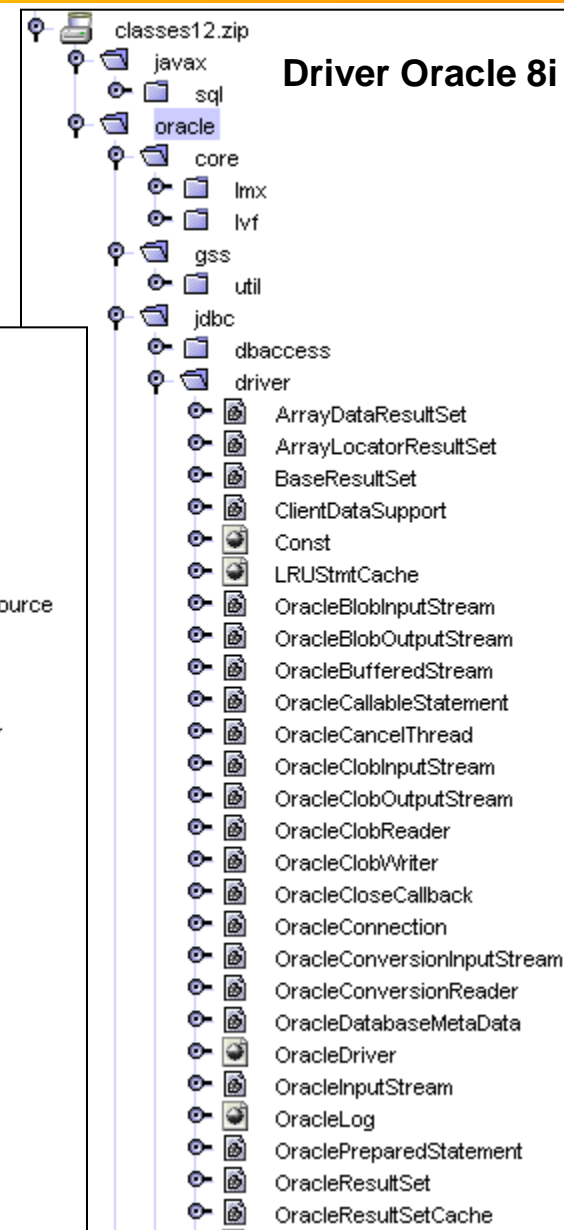 classes12.zip
javax
Driver Oracle 8i
sql
oracle
core
lmx
lvf
gss
util
jdbc
dbaccess
driver
ArrayDataResultSet
ArrayLocatorResultSet
BaseResultSet
ClientDataSupport
Const
LRUStmtCache
OracleBlobInputStream
OracleBlobOutputStream
OracleBufferedStream
OracleCallableStatement
OracleCancelThread
OracleClobInputStream
OracleClobOutputStream
OracleClobReader
OracleClobWriter
OracleCloseCallback
OracleConnection
OracleConversionInputStream
OracleConversionReader
OracleDatabaseMetaData
OracleDriver
OracleInputStream
OracleLog
OraclePreparedStatement
OracleResultSet
OracleResultSetCache